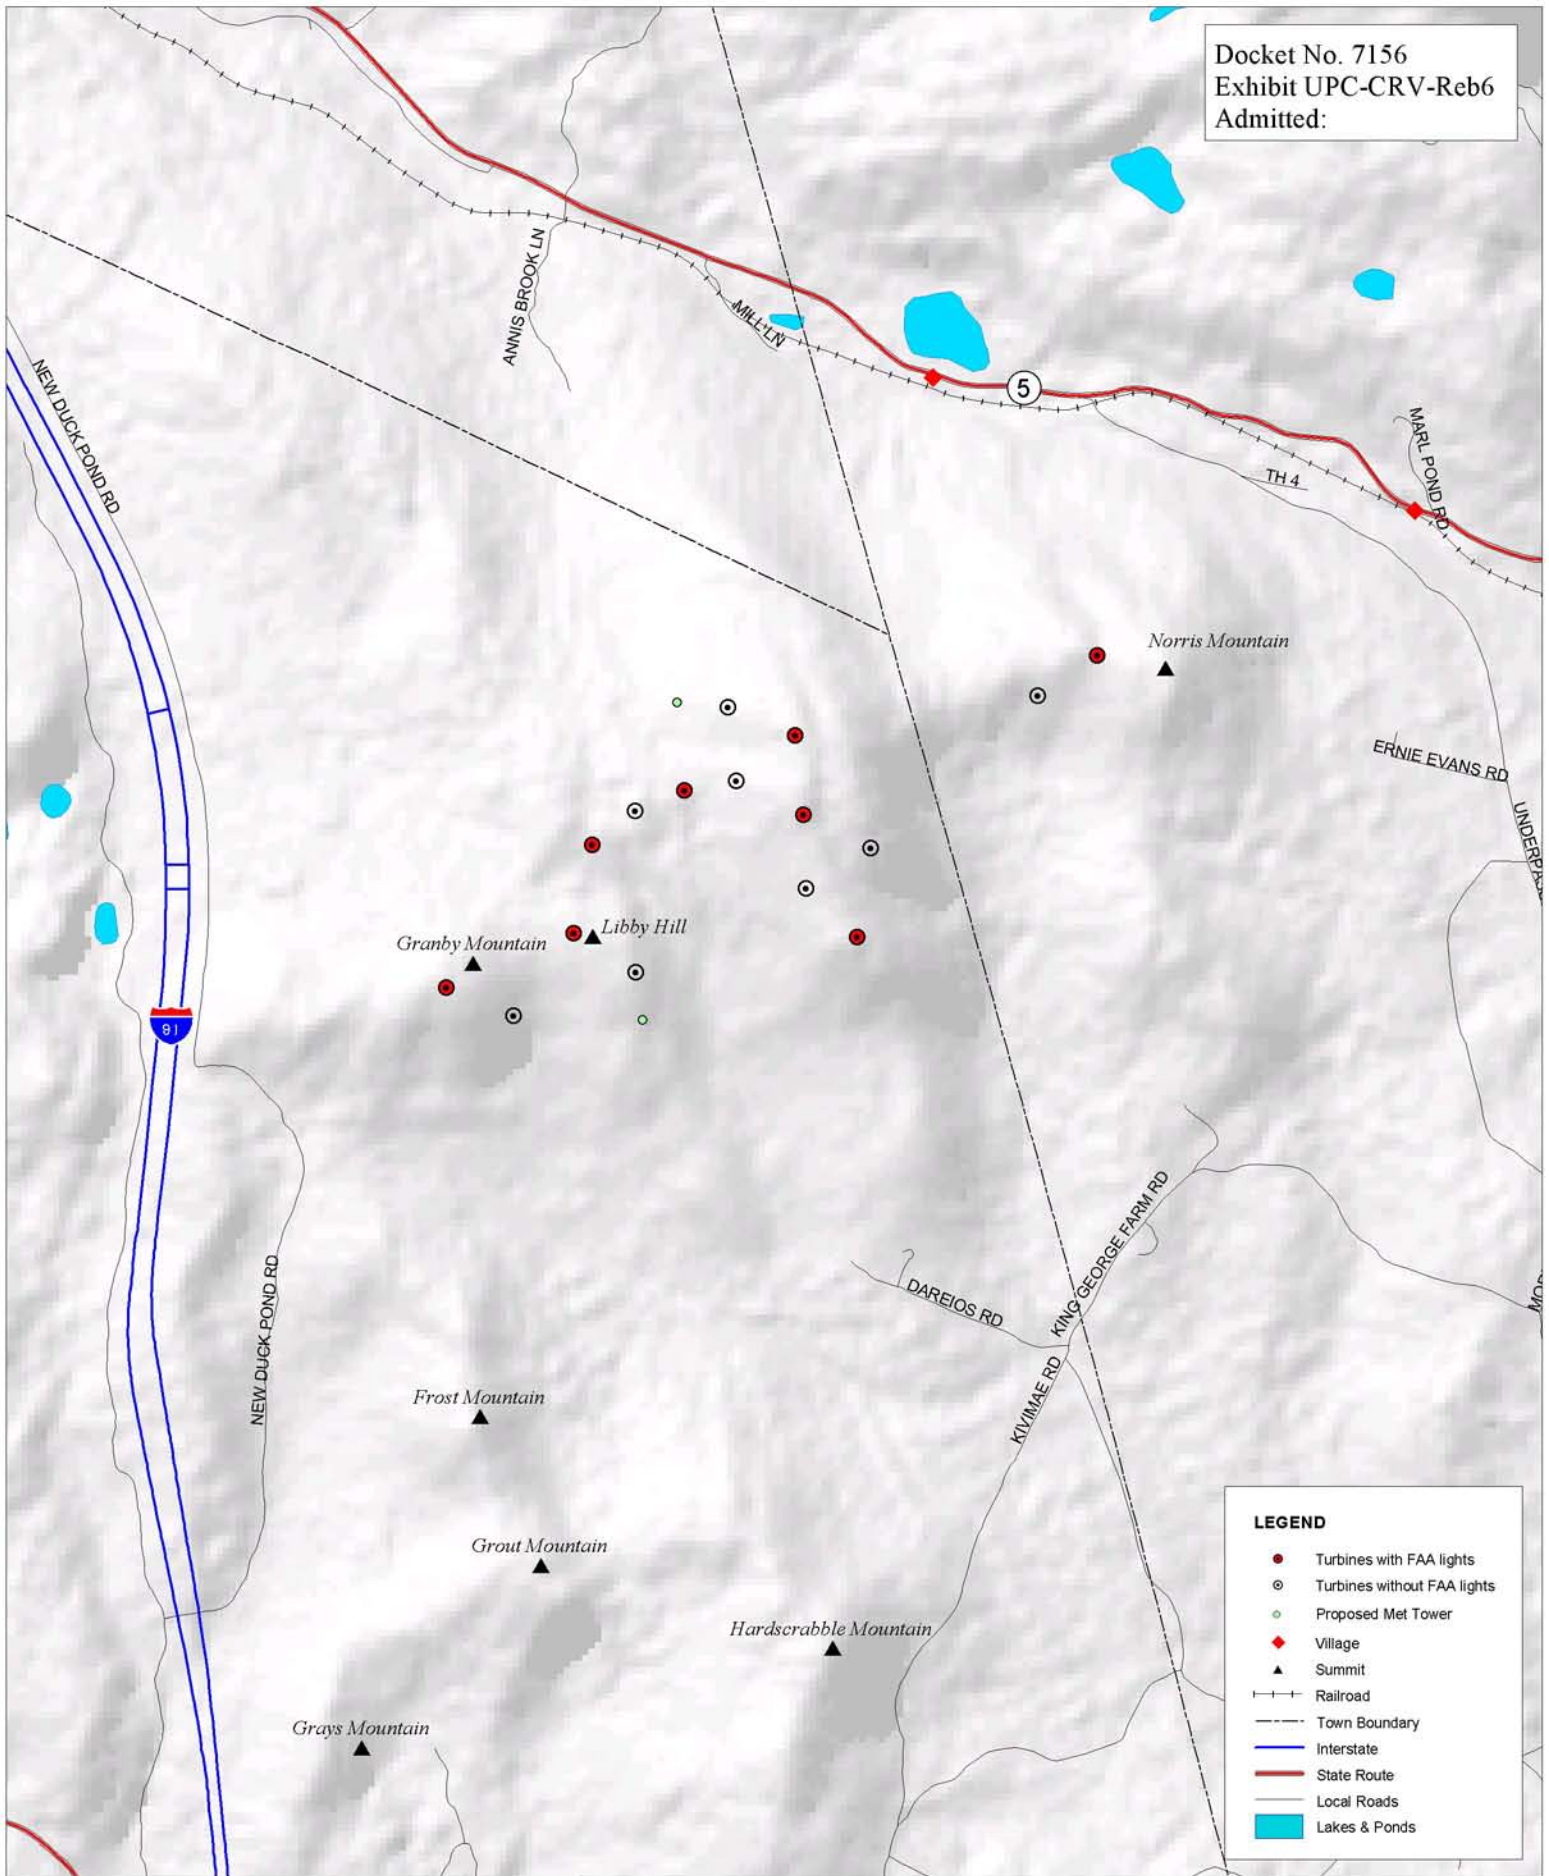 Docket No. 7156
Exhibit UPC-CRV-Reb6
Admitted:
ANNIS BROOK LN
MILL LN
NEW DUCK POND RD
5
MARL POND RD
TH 4
Norris Mountain
ERNIE EVANS RD
Libby Hill
Granby Mountain
91
KING GEORGE FARM RD
DAREIOS RD
NEW DUCK POND RD
KIVIMAE RD
Frost Mountain
Grout Mountain
Hardscrabble Mountain
Grays Mountain
LEGEND
Turbines with FAA lights
Turbines without FAA lights
Proposed Met Tower
Village
Summit
Railroad
Town Boundary
Interstate
State Route
Local Roads
Lakes & Ponds